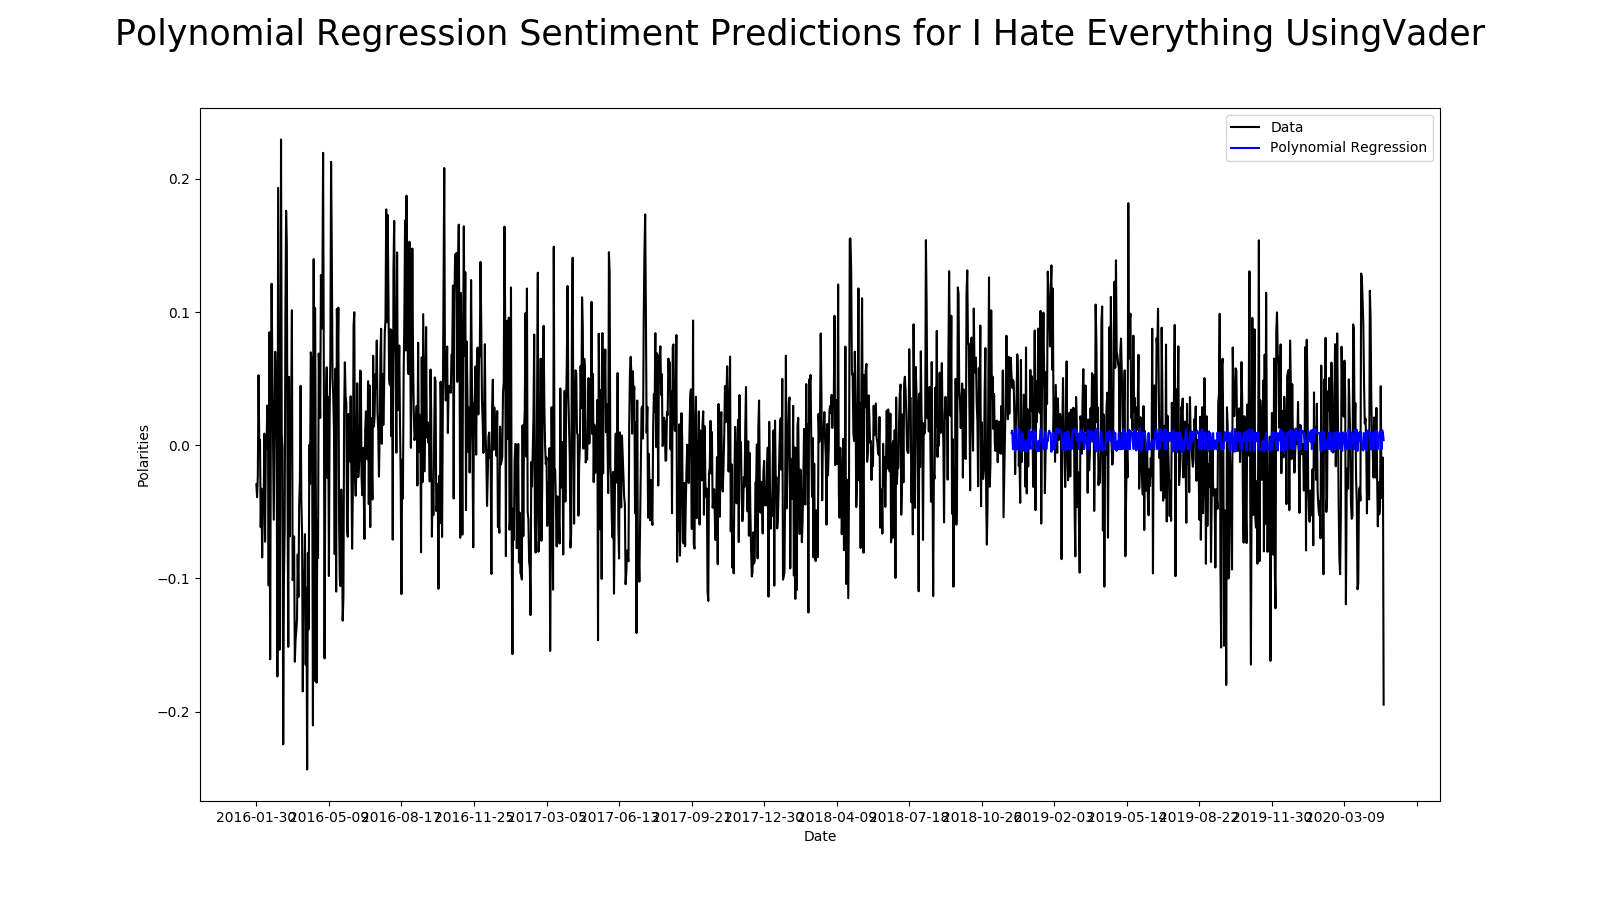 Polynomial Regression Sentiment Predictions for I Hate Everything UsingVader
Data
Polynomial Regression
0.2
0.1
0.0
−0.1
−0.2
Polarities
2016-01-30 2016-05-09 2016-08-17 2016-11-25 2017-03-05 2017-06-13 2017-09-21 2017-12-30 2018-04-09 2018-07-18 2018-10-26 2019-02-03 2019-05-14 2019-08-22 2019-11-30 2020-03-09
Date